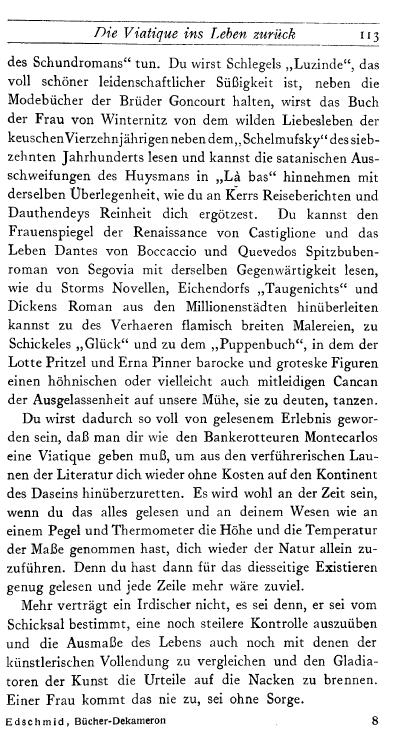 Die Viatique ins Leben zurück 113
des Schundromans“ tun. Du wirst Schlegels „Luzinde“, das
voll schöner leidenschaftlicher Süßigkeit ist, neben die
Modebücher der Brüder Goncourt halten, wirst das Buch
der Frau von Winternitz von dem wilden Liebesleben der
keuschen Vierzehnjährigen neben dem „Schelmufsky“ des sieb-
zehnten Jahrhunderts lesen und kannst die satanischen Aus-
schweifungen des Huysmans in „Là bas“ hinnehmen mit
derselben Überlegenheit, wie du an Kerrs Reiseberichten und
Dauthendeys Reinheit dich ergötzest. Du kannst den
Frauenspiegel der Renaissance von Castiglione und das
Leben Dantes von Boccaccio und Quevedos Spitzbuben-
roman von Segovia mit derselben Gegenwärtigkeit lesen,
wie du Storms Novellen, Eichendorfs „Taugenichts“ und
Dickens Roman aus den Millionenstädten hinüberleiten
kannst zu des Verhaeren flamisch breiten Malereien, zu
Schickeles „Glück“ und zu dem „Puppenbuch“, in dem der
Lotte Pritzel und Erna Pinner barocke und groteske Figuren
einen höhnischen oder vielleicht auch mitleidigen Cancan
der Ausgelassenheit auf unsre Mühe, sie zu deuten, tanzen.
Du wirst dadurch so voll von gelesenem Erlebnis gewor-
den sein, daß man dir wie den Bankerotteuren Montecarlos
eine Viatique geben muß, um aus den verführerischen Lau-
nen der Literatur dich wieder ohne Kosten auf den Kontinent
des Daseins hinüberzuretten. Es wird wohl an der Zeit sein,
wenn du das alles gelesen und an deinem Wesen wie an
einem Pegel und Thermometer die Höhe und die Temperatur
der Maße genommen hast, dich wieder der Natur allein zu-
zuführen. Denn du hast dann für das diesseitige Existieren
genug gelesen und jede Zeile mehr wäre zuviel.
Mehr verträgt ein Irdischer nicht, es sei denn, er sei vom
Schicksal bestimmt, eine noch steilere Kontrolle auszuüben
und die Ausmaße des Lebens auch noch mit denen der
künstlerischen Vollendung zu vergleichen und den Gladia-
toren der Kunst die Urteile auf die Nacken zu brennen.
Einer Frau kommt das nie zu, sei ohne Sorge.
Edschmid, Bücher-Dekameron 8